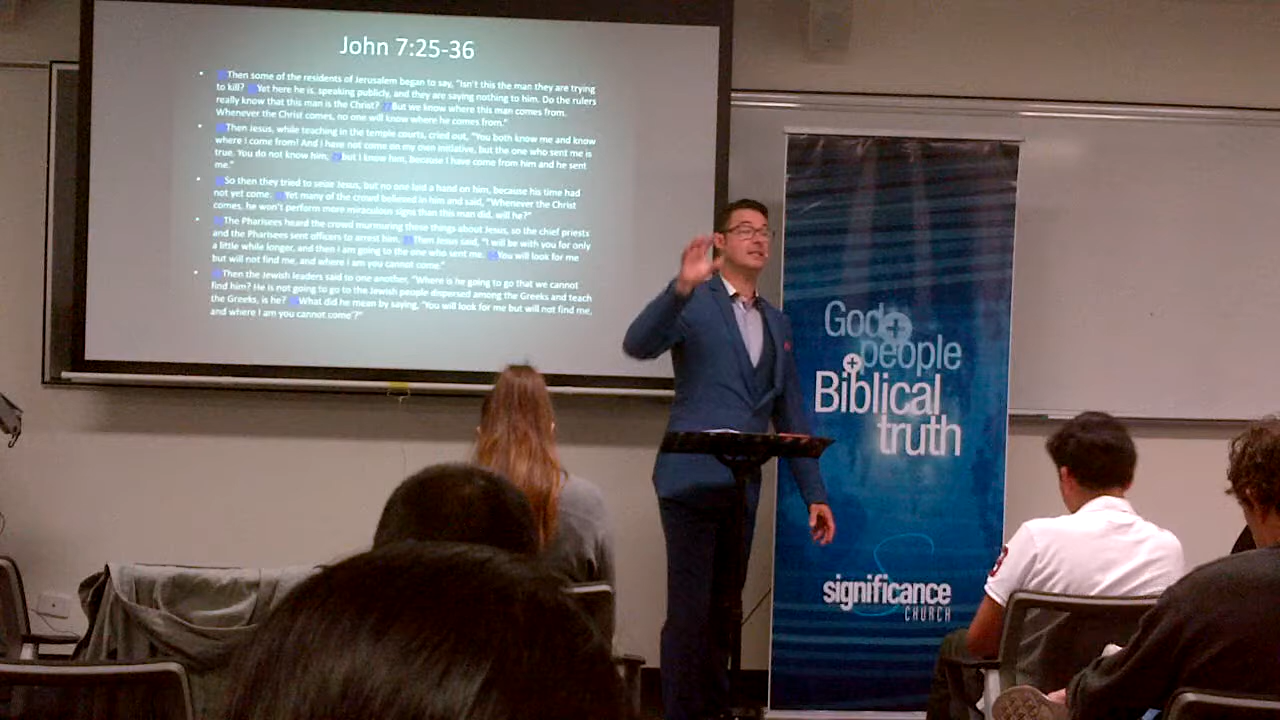 John 7:25-36
• Then some of the residents of Jerusalem began to say, "Isn't this the man they are trying
to kill? Yet here he is, speaking publicly, and they are saying nothing to him. Do the rulers
really know that this man is the Christ? But we know where this man comes from.
Whenever the Christ comes, no one will know where he comes from."
• Then Jesus, while teaching in the temple courts, cried out, "You both know me and know
where I come from! And I have not come on my own initiative, but the one who sent me is
true. You do not know him, but I know him, because I have come from him and he sent
me."
• So then they tried to seize Jesus, but no one laid a hand on him, because his time had
not yet come. Yet many of the crowd believed in him and said, "Whenever the Christ
comes, he won't perform more miraculous signs than this man did, will he?"
• The Pharisees heard the crowd murmuring these things about Jesus, so the chief priests
and the Pharisees sent officers to arrest him. Then Jesus said, "I will be with you for only
a little while longer, and then I am going to the one who sent me. You will look for me
but will not find me, and where I am you cannot come."
• Then the Jewish leaders said to one another, "Where is he going to go that we cannot
find him? He is not going to go to the Jewish people dispersed among the Greeks and teach
the Greeks, is he? What did he mean by saying, "You will look for me but will not find me,
and where I am you cannot come'?"
God+
+people
Biblical
truth
significance
CHURCH